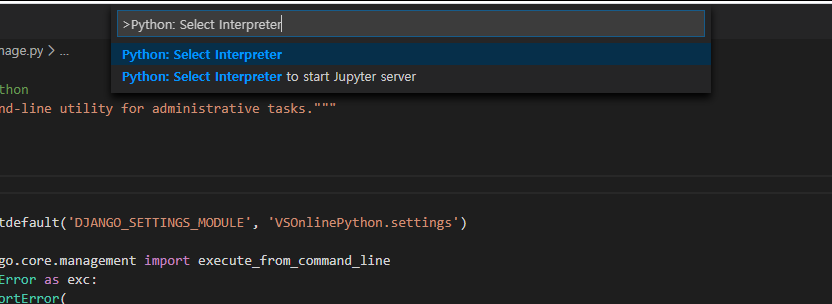 >Python: Select Interpreter
Python: Select Interpreter
Python: Select Interpreter to start Jupyter server
nage.py > ...
thon
nd-line utility for administrative tasks."""
tdefault('DJANGO_SETTINGS_MODULE', 'VSOnlinePython.settings')
go.core.management import execute_from_command_line
Error as exc:
ortError(